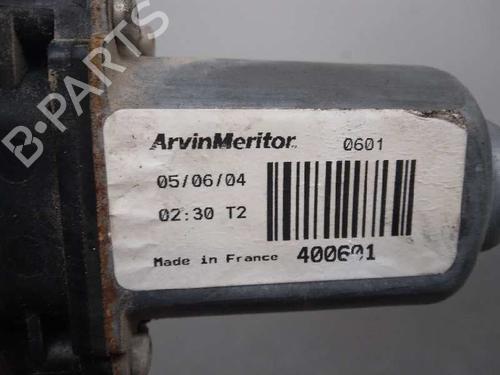 ArvinMeritor 0601
05/06/04
02:30 T2
Made in France 400601
B-PARTS